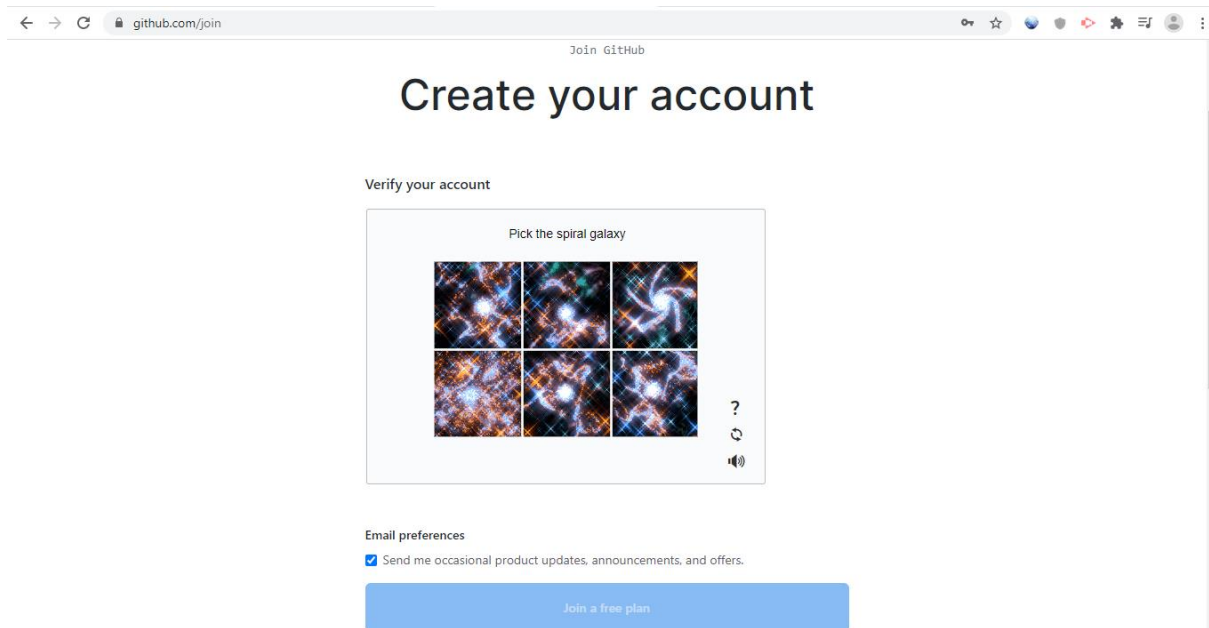 github.com/join
Join GitHub
Create your account
Verify your account
Pick the spiral galaxy
?
Email preferences
Send me occasional product updates, announcements, and offers.
Join a free plan